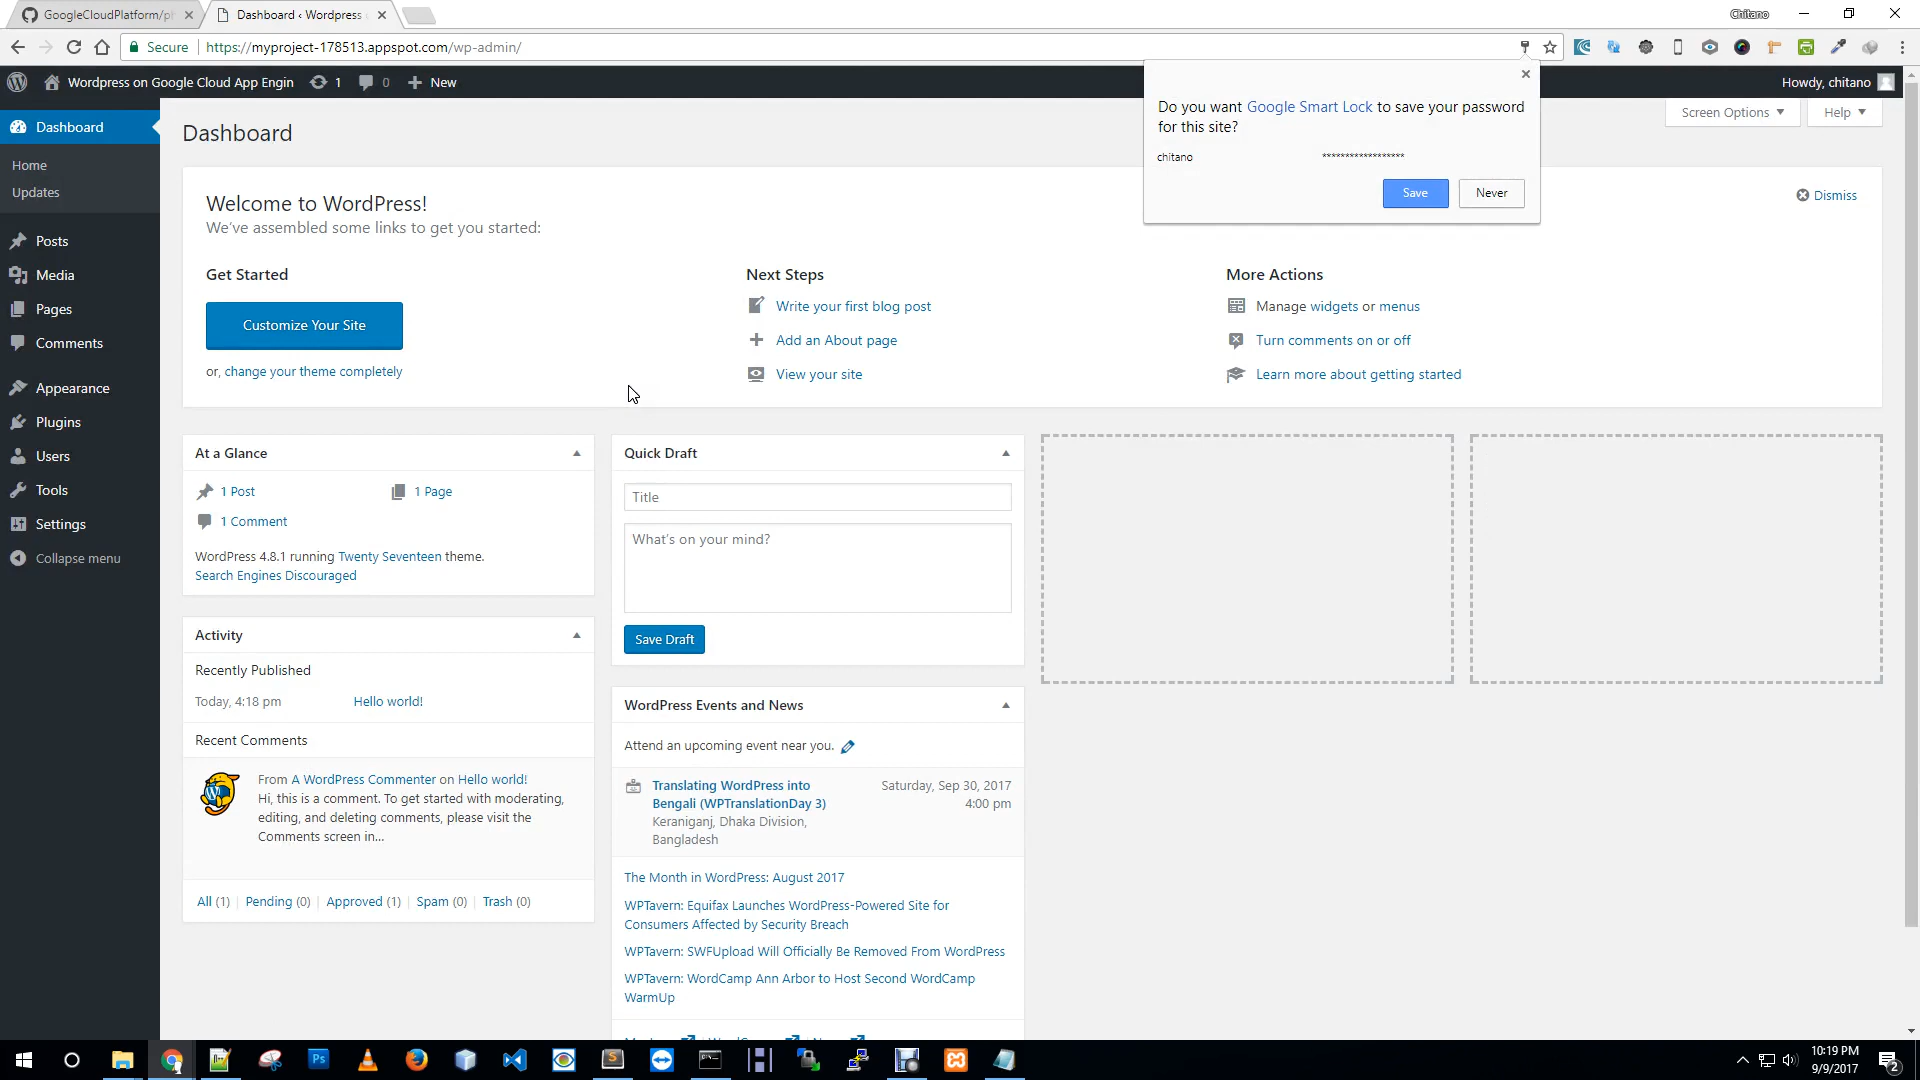 GoogleCloudPlatform/ph
Dashboard ‹ Wordpress
Chitano
Secure
https://myproject-178513.appspot.com/wp-admin/
Wordpress on Google Cloud App Engin
1
0
New
Howdy, chitano
Do you want Google Smart Lock to save your password
for this site?
chitano
******************
Save
Never
Screen Options
Help
Dashboard
Home
Updates
Posts
Media
Pages
Comments
Appearance
Plugins
Users
Tools
Settings
Collapse menu
Dashboard
Welcome to WordPress!
We've assembled some links to get you started:
Dismiss
Get Started
Customize Your Site
or, change your theme completely
Next Steps
Write your first blog post
Add an About page
View your site
More Actions
Manage widgets or menus
Turn comments on or off
Learn more about getting started
At a Glance
1 Post
1 Page
1 Comment
WordPress 4.8.1 running Twenty Seventeen theme.
Search Engines Discouraged
Activity
Recently Published
Today, 4:18 pm
Hello world!
Recent Comments
From A WordPress Commenter on Hello world!
Hi, this is a comment. To get started with moderating,
editing, and deleting comments, please visit the
Comments screen in...
All (1) | Pending (0) | Approved (1) | Spam (0) | Trash (0)
Quick Draft
Title
What's on your mind?
Save Draft
WordPress Events and News
Attend an upcoming event near you.
Translating WordPress into
Bengali (WPTranslationDay 3)
Keraniganj, Dhaka Division,
Bangladesh
Saturday, Sep 30, 2017
4:00 pm
The Month in WordPress: August 2017
WPTavern: Equifax Launches WordPress-Powered Site for
Consumers Affected by Security Breach
WPTavern: SWFUpload Will Officially Be Removed From WordPress
WPTavern: WordCamp Ann Arbor to Host Second WordCamp
WarmUp
10:19 PM
9/9/2017
2